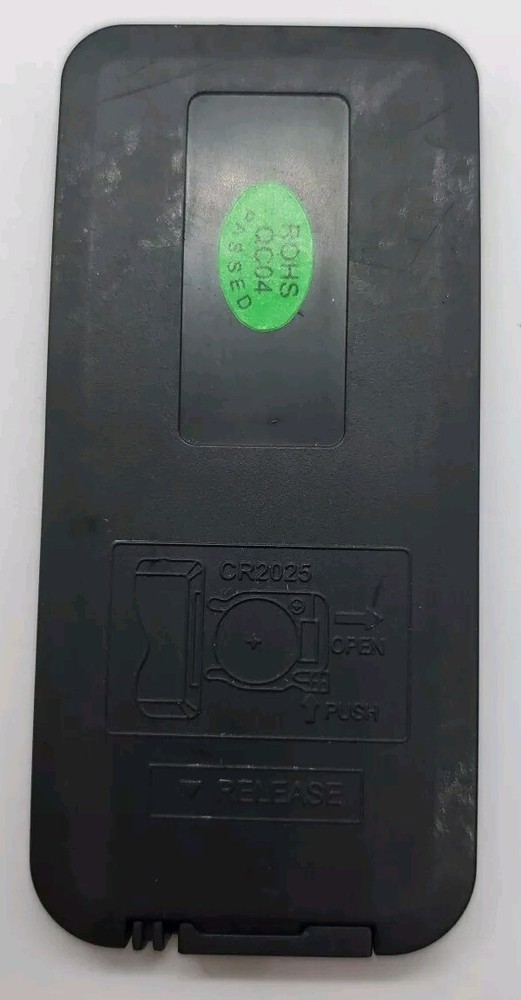 ROHS
QC04
PASSED
CR2025
OPEN
PUSH
RELEASE